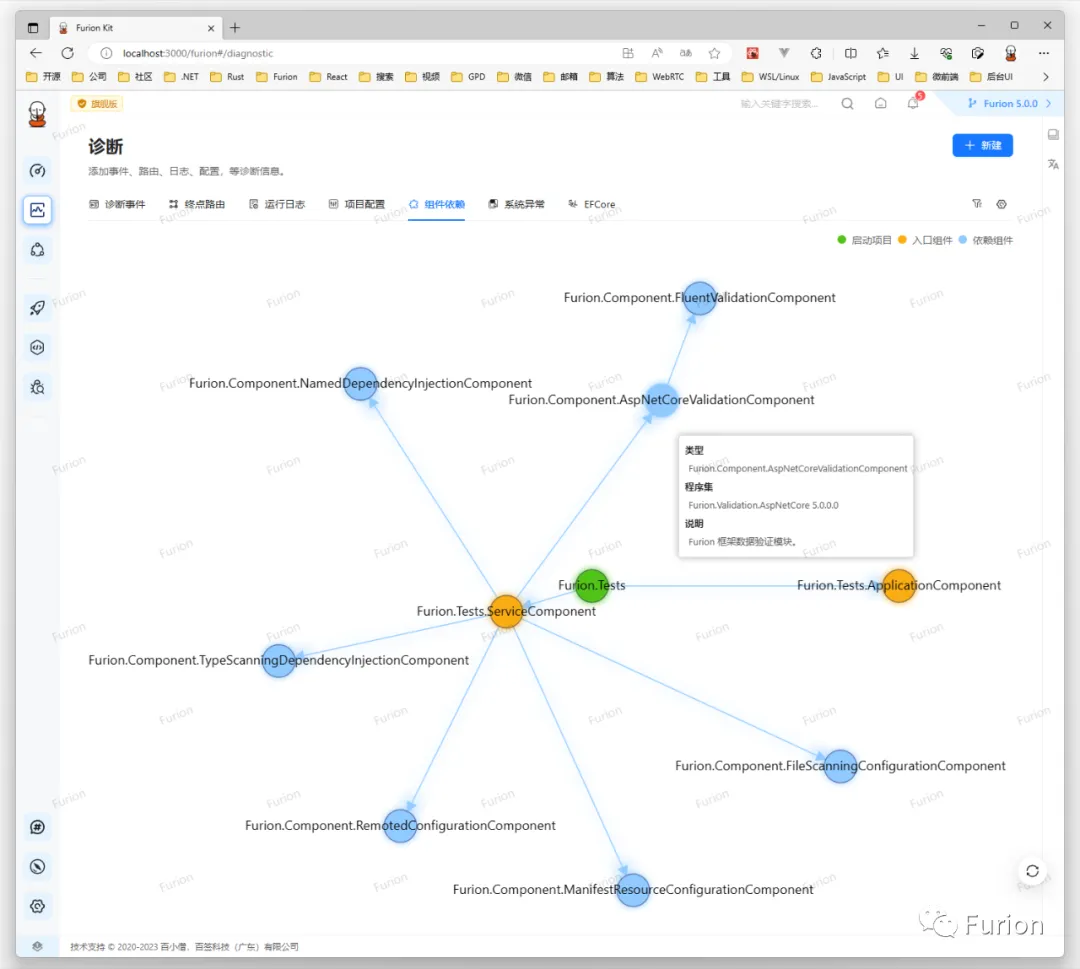 Furion Kit
localhost:3000/furion#/diagnostic
开源 公司 社区 .NET Rust Furion React 搜索 视频 GPD 微信 邮箱 算法 WebRTC 工具 WSL/Linux JavaScript UI 微前端 后台UI
旗舰版 输入关键字搜索... 5 Furion 5.0.0
诊断
新建
添加事件、路由、日志、配置，等诊断信息。
诊断事件 终点路由 运行日志 项目配置 组件依赖 系统异常 EFCore
启动项目 入口组件 依赖组件
Furion.Component.FluentValidationComponent
Furion.Component.NamedDependencyInjectionComponent
Furion.Component.AspNetCoreValidationComponent
类型
Furion.Component.AspNetCoreValidationComponent
程序集
Furion.Validation.AspNetCore 5.0.0.0
说明
Furion 框架数据验证模块。
Furion.Tests
Furion.Tests.ApplicationComponent
Furion.Tests.ServiceComponent
Furion.Component.TypeScanningDependencyInjectionComponent
Furion.Component.FileScanningConfigurationComponent
Furion.Component.RemotedConfigurationComponent
Furion.Component.ManifestResourceConfigurationComponent
Furion
技术支持 © 2020-2023 百小僧、百签科技（广东）有限公司